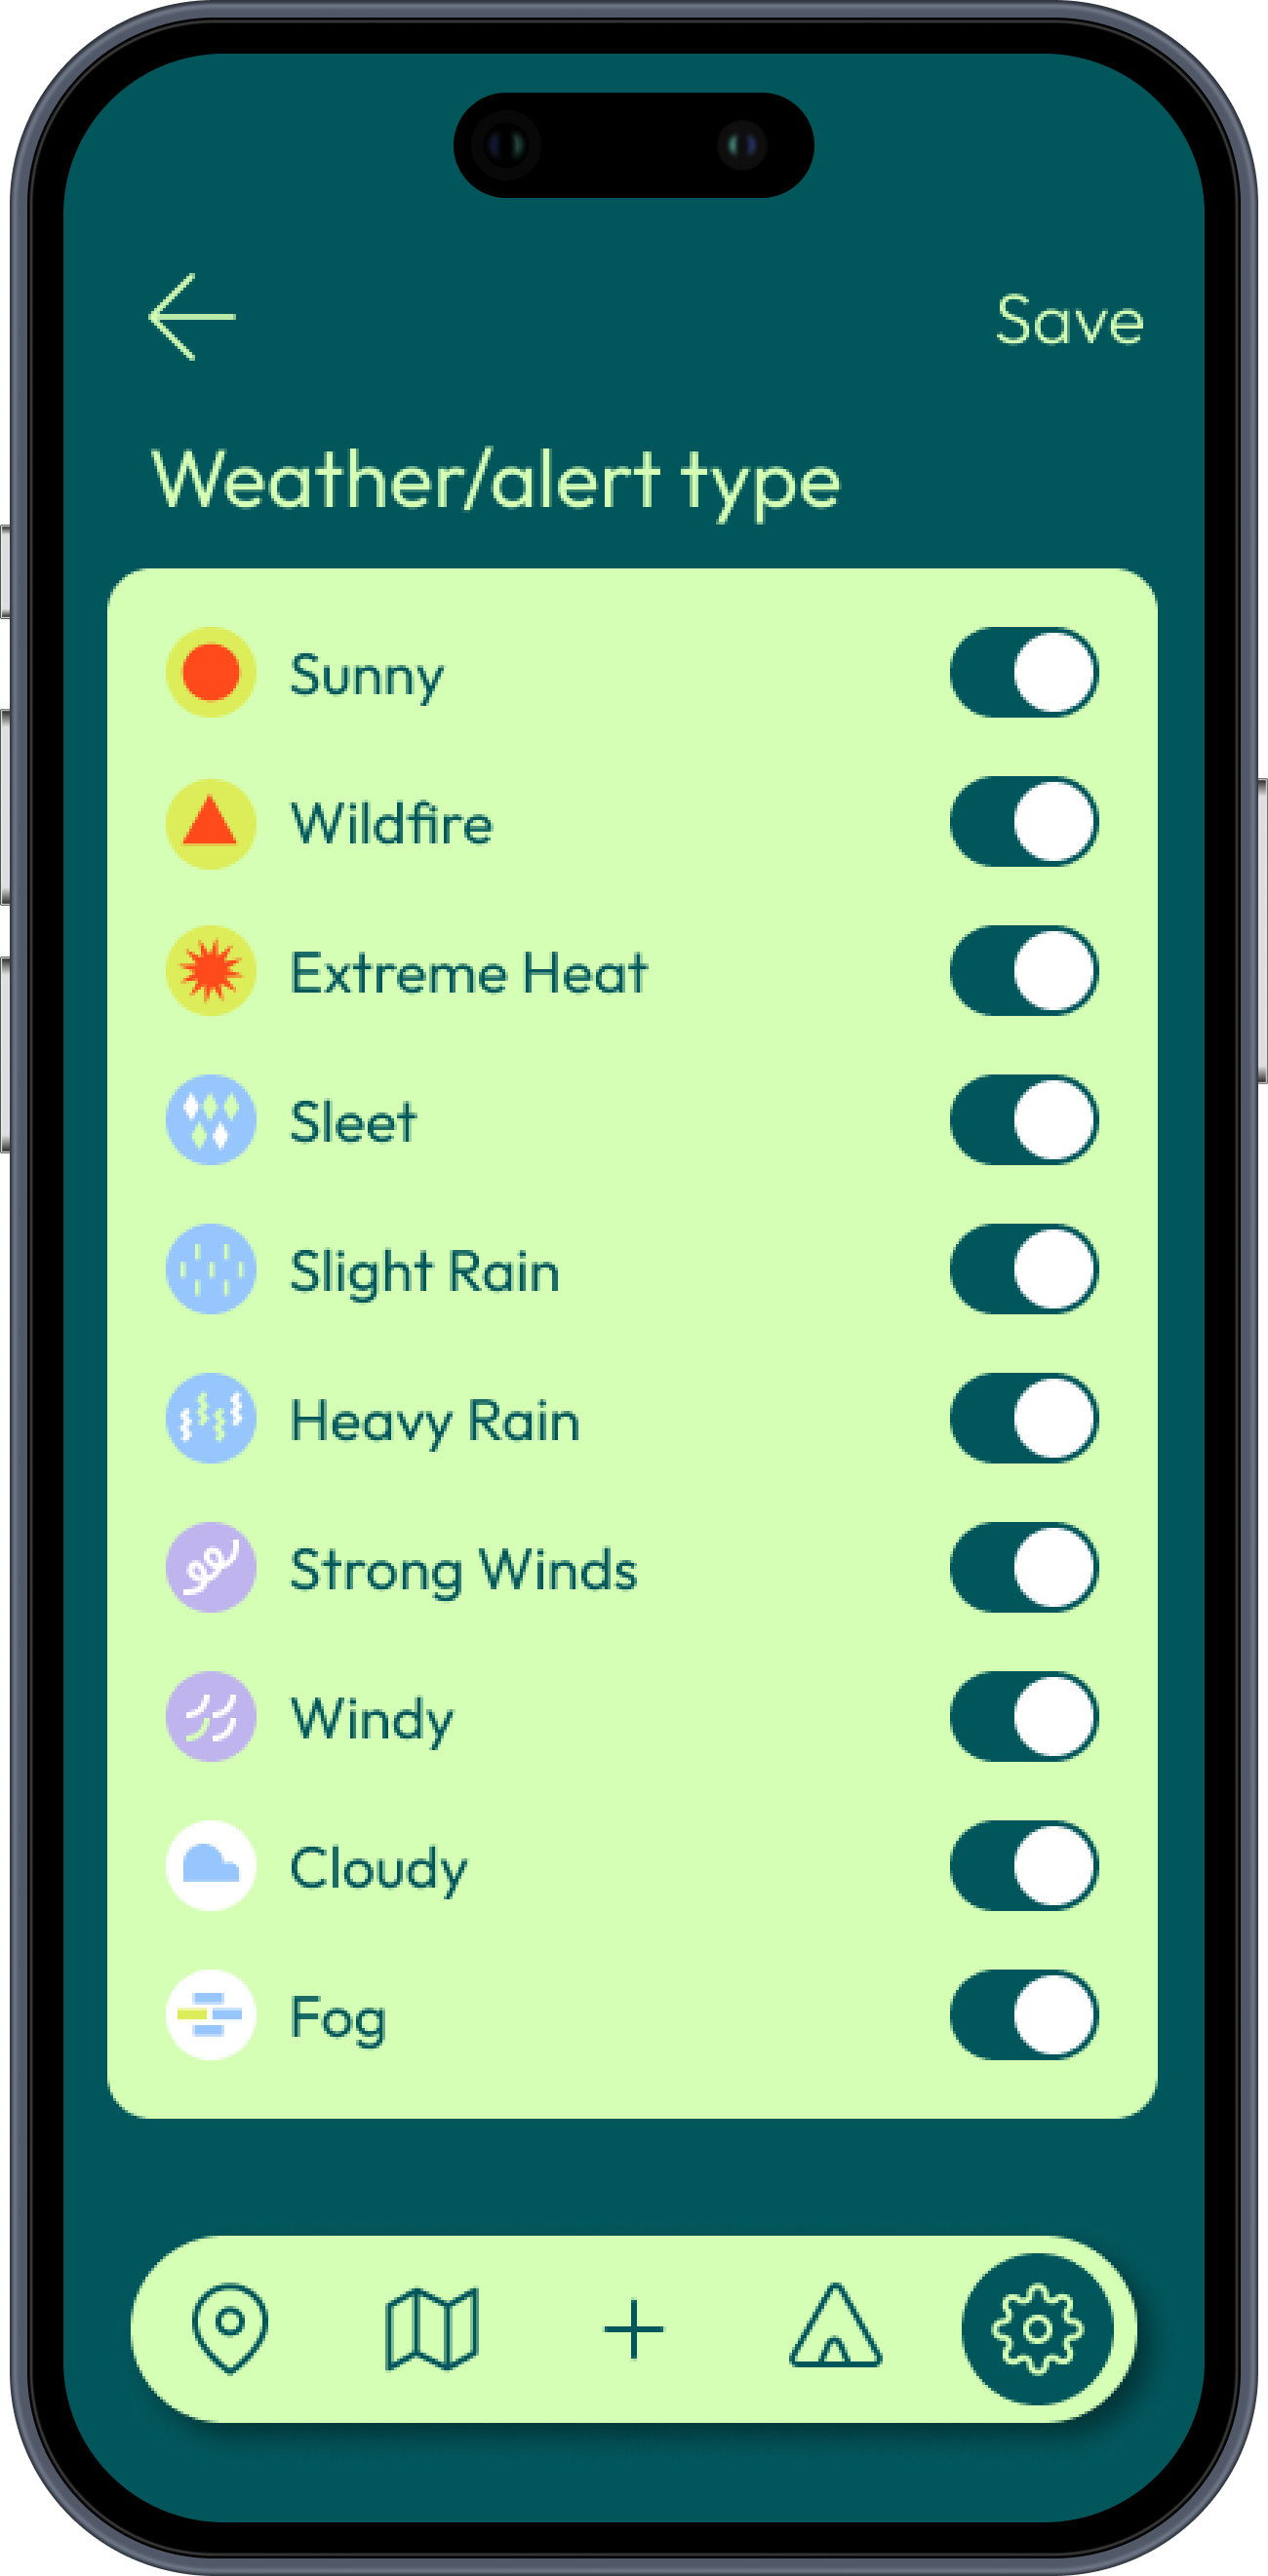 Save
Weather/alert type
Sunny
Wildfire
Extreme Heat
Sleet
Slight Rain
Heavy Rain
Strong Winds
Windy
Cloudy
Fog